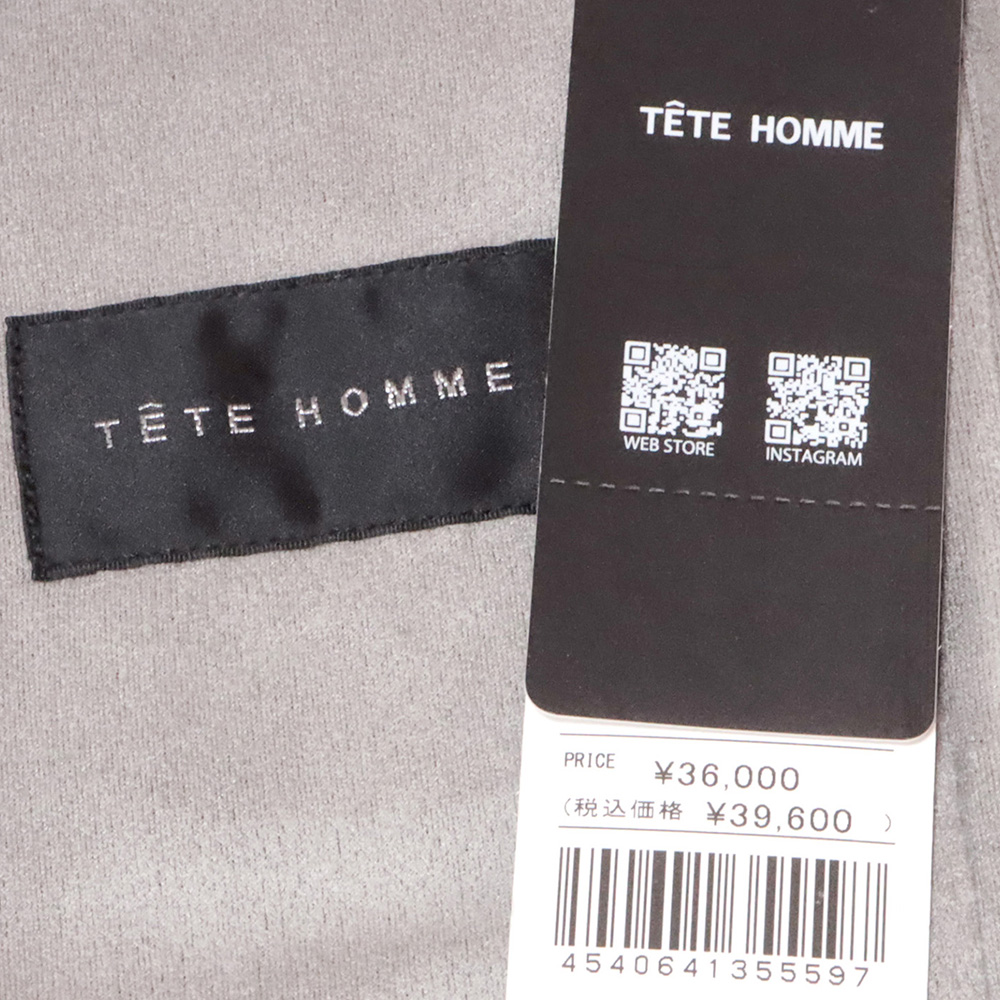 TÊTE HOMME
TÊTE HOMME
WEB STORE
INSTAGRAM
PRICE ¥36,000
(税込価格 ¥39,600 )
4540641355597